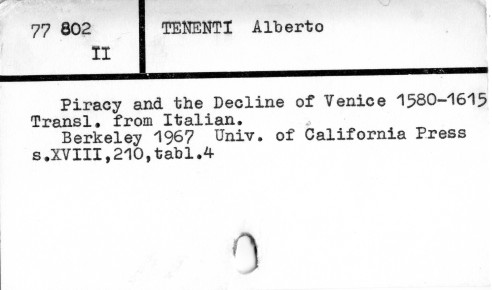 77 802
II
TENENTI Alberto
Piracy and the Decline of Venice 1580-1615
Transl. from Italian.
Berkeley 1967 Univ. of California Press
s.XVIII,210,tabl.4